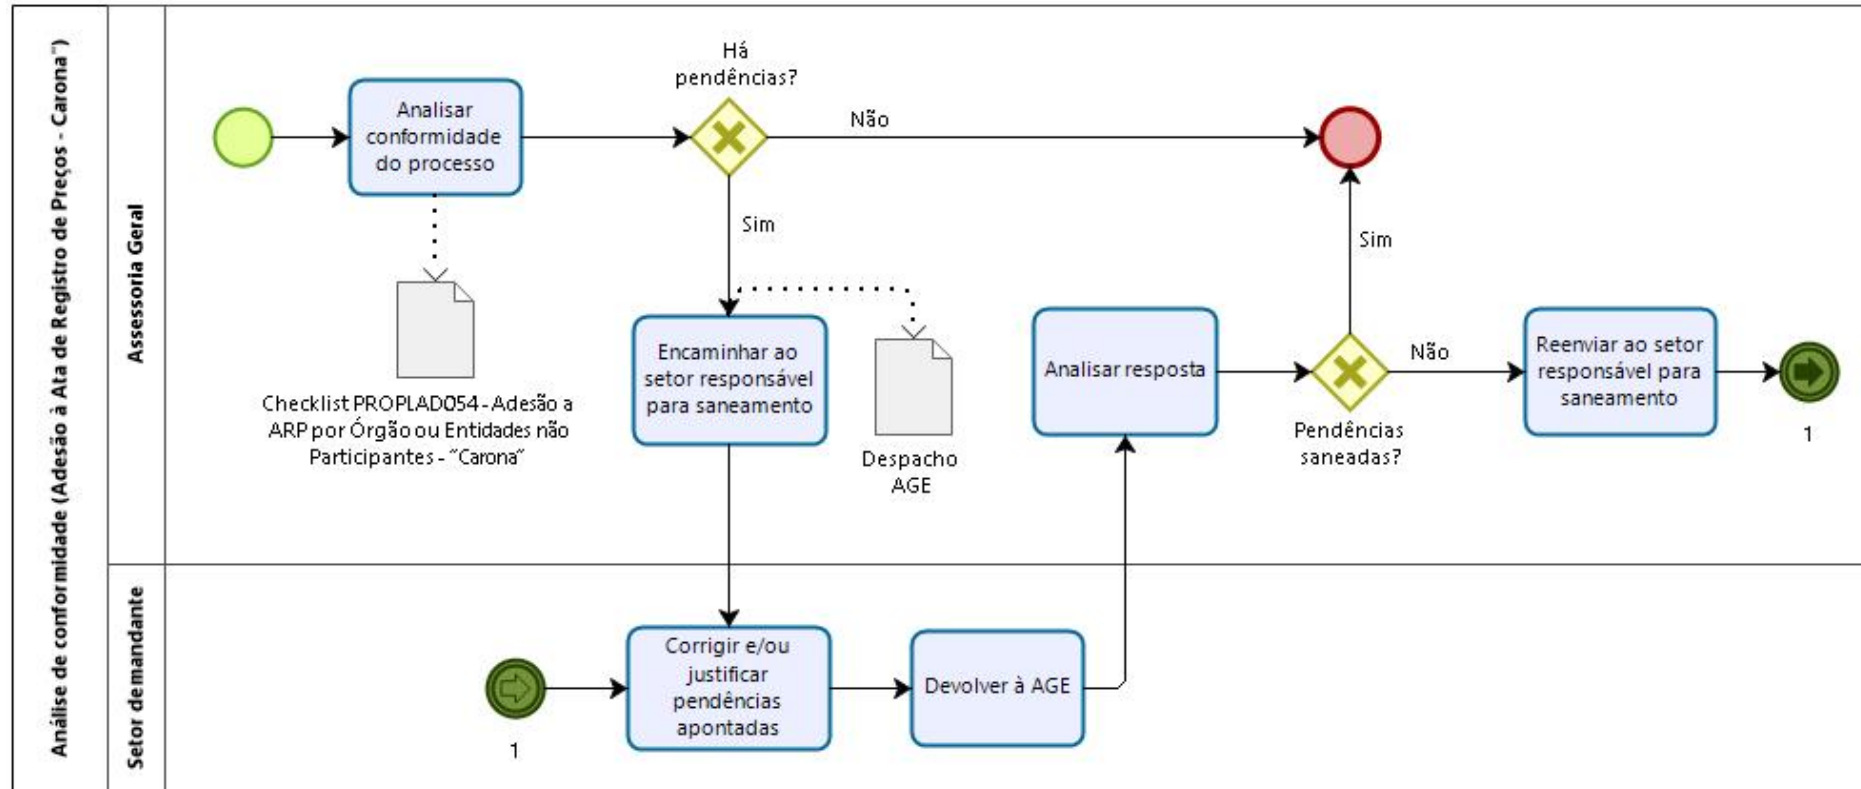 Análise de conformidade (Adesão à Ata de Registro de Preços - Carona")
Assessoria Geral
Analisar
conformidade
do processo
Há
pendências?
Não
Sim
Checklist PROPLAD054 - Adesão a
ARP por Órgão ou Entidades não
Participantes - "Carona"
Encaminhar ao
setor responsável
para saneamento
Despacho
AGE
Analisar resposta
Sim
Pendências
saneadas?
Não
Reenviar ao setor
responsável para
saneamento
1
Setor demandante
1
Corrigir e/ou
justificar
pendências
apontadas
Devolver à AGE